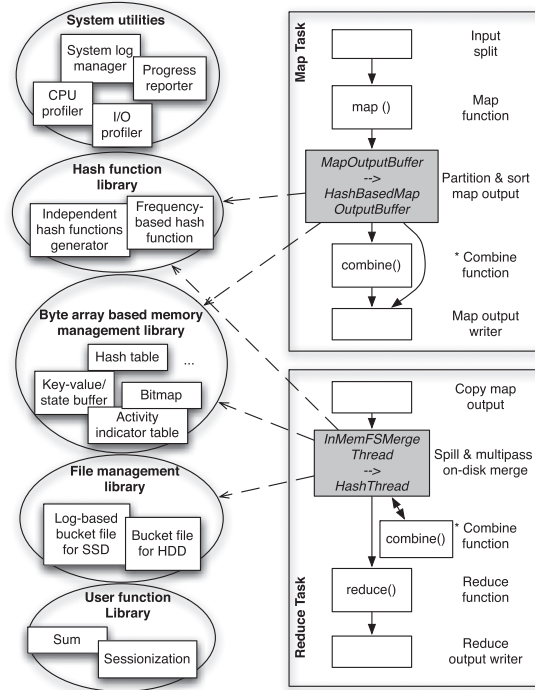 System utilities
System log
manager
Progress
reporter
CPU
profiler
I/O
profiler
Hash function
library
Independent
hash functions
generator
Frequency-
based hash
function
Byte array based memory
management library
Hash table
...
Key-value/
state buffer
Bitmap
Activity
indicator table
File management
library
Log-based
bucket file
for SSD
Bucket file
for HDD
User function
Library
Sum
Sessionization
Map Task
Input
split
map ()
Map
function
MapOutputBuffer
-->
HashBasedMap
OutputBuffer
Partition & sort
map output
combine()
* Combine
function
Map output
writer
Reduce Task
Copy map
output
InMemFSMerge
Thread
-->
HashThread
Spill & multipass
on-disk merge
combine()
* Combine
function
reduce()
Reduce
function
Reduce
output writer